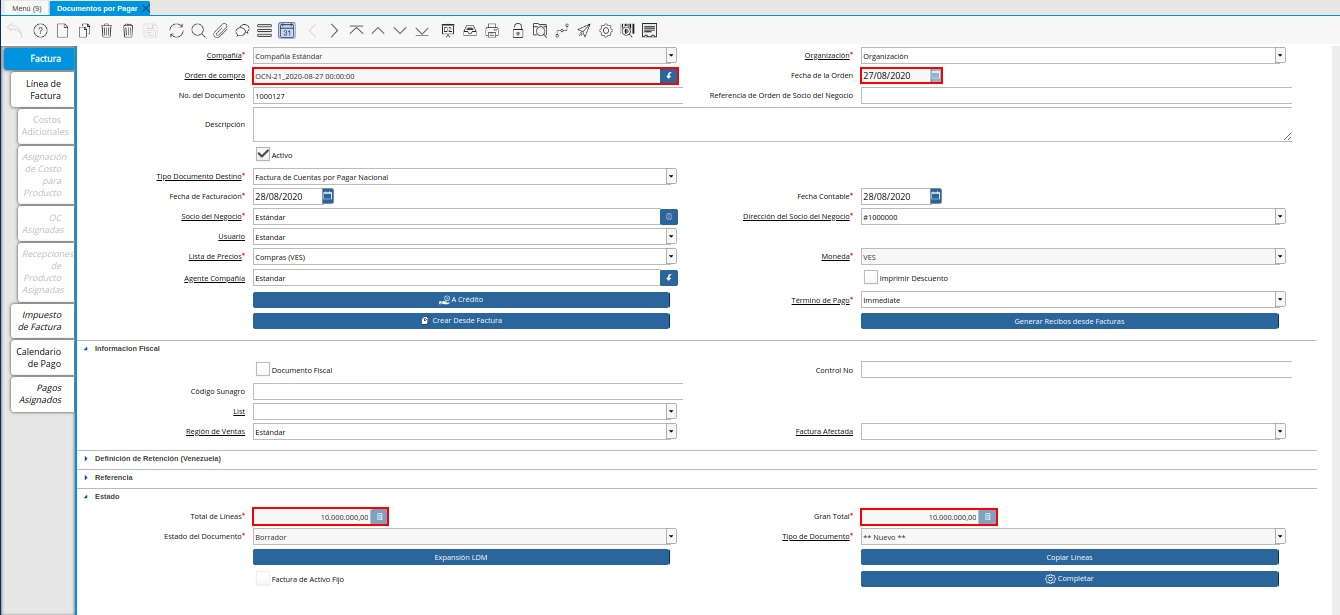 Menú (9) Documentos por Pagar
31
Factura
Línea de
Factura
Costos
Adicionales
Asignación
de Costo
para
Producto
OC
Asignadas
Recepciones
de
Producto
Asignadas
Impuesto
de Factura
Calendario
de Pago
Pagos
Asignados
Compañía* Compañía Estándar Organización* Organización
Orden de compra OCN-21_2020-08-27 00:00:00 Fecha de la Orden 27/08/2020
No. del Documento 1000127 Referencia de Orden de Socio del Negocio
Descripción
Activo
Tipo Documento Destino* Factura de Cuentas por Pagar Nacional
Fecha de Facturación* 28/08/2020 Fecha Contable* 28/08/2020
Socio del Negocio* Estándar Dirección del Socio del Negocio* #1000000
Usuario Estandar
Lista de Precios* Compras (VES) Moneda* VES
Agente Compañía Estandar Imprimir Descuento
A Crédito Término de Pago* Immediate
Crear Desde Factura Generar Recibos desde Facturas
Informacion Fiscal
Documento Fiscal Control No
Código Sunagro
List
Región de Ventas Estándar Factura Afectada
Definición de Retención (Venezuela)
Referencia
Estado
Total de Líneas* 10.000.000,00 Gran Total* 10.000.000,00
Estado del Documento* Borrador Tipo de Documento* ** Nuevo **
Expansión LDM Copiar Líneas
Factura de Activo Fijo Completar